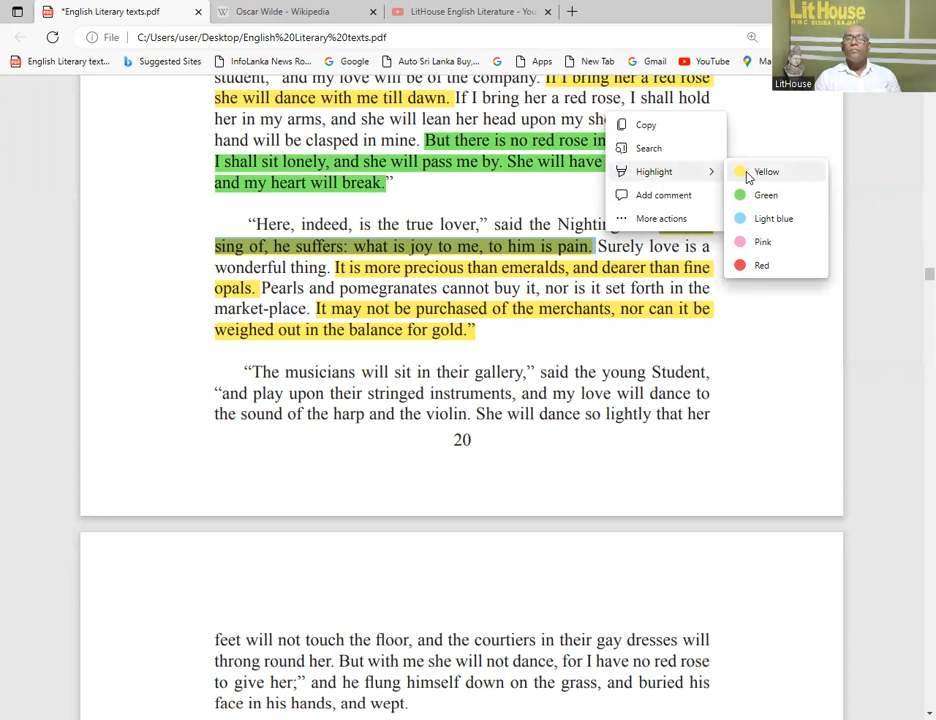 *English Literary texts.pdf
Oscar Wilde - Wikipedia
LitHouse English Literature - You
File
C:/Users/user/Desktop/English%20Literary%20texts.pdf
English Literary text...
Suggested Sites
InfoLanka News Ro...
Google
Auto Sri Lanka Buy,...
Apps
New Tab
Gmail
YouTube
Ma
LitHouse
LitHouse
student," and my love will be of the company. If I bring her a red rose
she will dance with me till dawn. If I bring her a red rose, I shall hold
her in my arms, and she will lean her head upon my sh
hand will be clasped in mine. But there is no red rose in
I shall sit lonely, and she will pass me by. She will have
and my heart will break.”
Copy
Search
Highlight
Add comment
More actions
Yellow
Green
Light blue
Pink
Red
“Here, indeed, is the true lover,” said the Nighting
sing of, he suffers: what is joy to me, to him is pain. Surely love is a
wonderful thing. It is more precious than emeralds, and dearer than fine
opals. Pearls and pomegranates cannot buy it, nor is it set forth in the
market-place. It may not be purchased of the merchants, nor can it be
weighed out in the balance for gold.”
“The musicians will sit in their gallery,” said the young Student,
“and play upon their stringed instruments, and my love will dance to
the sound of the harp and the violin. She will dance so lightly that her
20
feet will not touch the floor, and the courtiers in their gay dresses will
throng round her. But with me she will not dance, for I have no red rose
to give her;” and he flung himself down on the grass, and buried his
face in his hands, and wept.